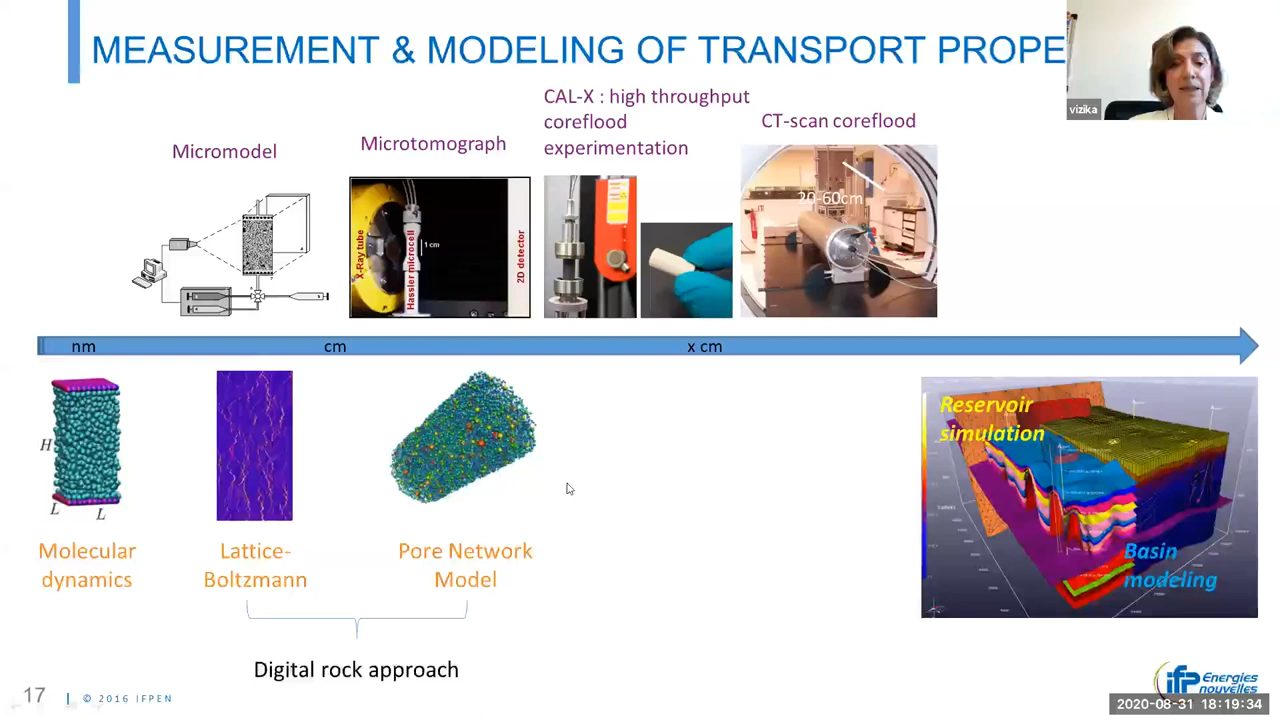 MEASUREMENT & MODELING OF TRANSPORT PROPE
vizika
CAL-X : high throughput
coreflood
experimentation
CT-scan coreflood
Microtomograph
Micromodel
20-60cm
X-Ray tube
Hassler microcell
1 cm
2D detector
nm
cm
x cm
H
L
L
Reservoir
simulation
Basin
modeling
Molecular
dynamics
Lattice-
Boltzmann
Pore Network
Model
Digital rock approach
17
© 2016 IFPEN
ifp Energies
nouvelles
2020-08-31 18:19:34